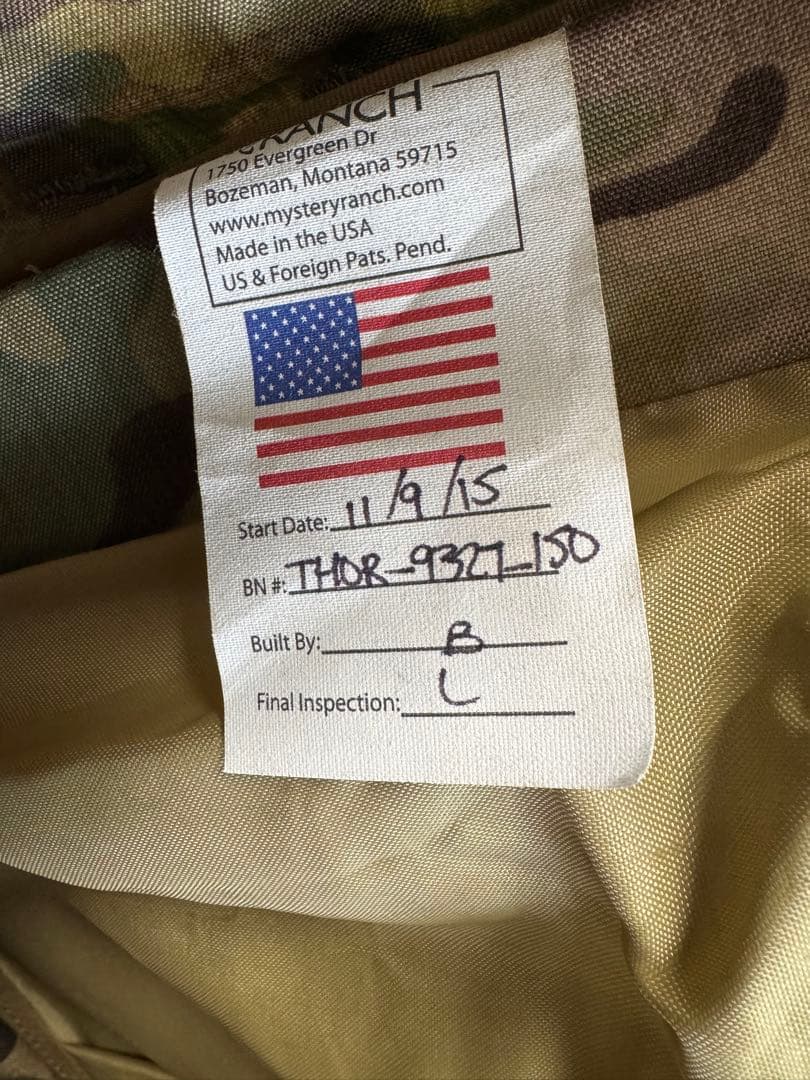 RANCH
1750 Evergreen Dr
Bozeman, Montana 59715
www.mysteryranch.com
Made in the USA
US & Foreign Pats. Pend.
Start Date: 11/9/15
BN #: THOR-9327-150
Built By: B
Final Inspection: L